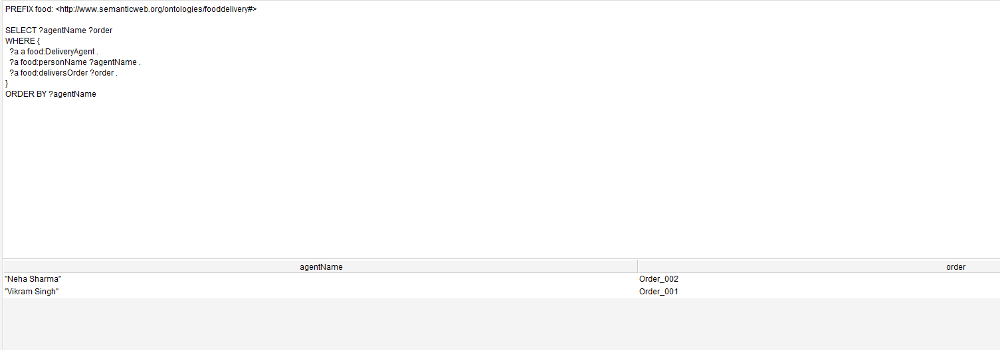 PREFIX food: <http://www.semanticweb.org/ontologies/fooddelivery#>
SELECT ?agentName ?order
WHERE {
?a a food:DeliveryAgent .
?a food:personName ?agentName .
?a food:deliversOrder ?order .
}
ORDER BY ?agentName
agentName order
"Neha Sharma" Order_002
"Vikram Singh" Order_001